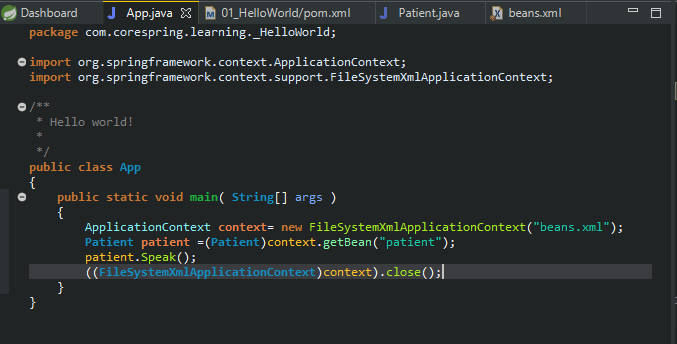 Dashboard App.java 01_HelloWorld/pom.xml Patient.java beans.xml
package com.corespring.learning._HelloWorld;
import org.springframework.context.ApplicationContext;
import org.springframework.context.support.FileSystemXmlApplicationContext;
/**
* Hello world!
*
*/
public class App
{
public static void main( String[] args )
{
ApplicationContext context= new FileSystemXmlApplicationContext("beans.xml");
Patient patient =(Patient)context.getBean("patient");
patient.Speak();
((FileSystemXmlApplicationContext)context).close();
}
}